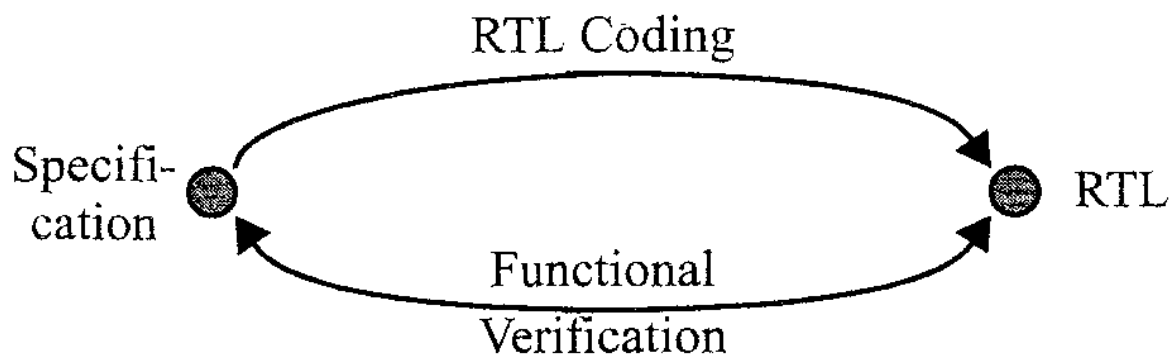 RTL Coding
Specifi-
cation
RTL
Functional
Verification